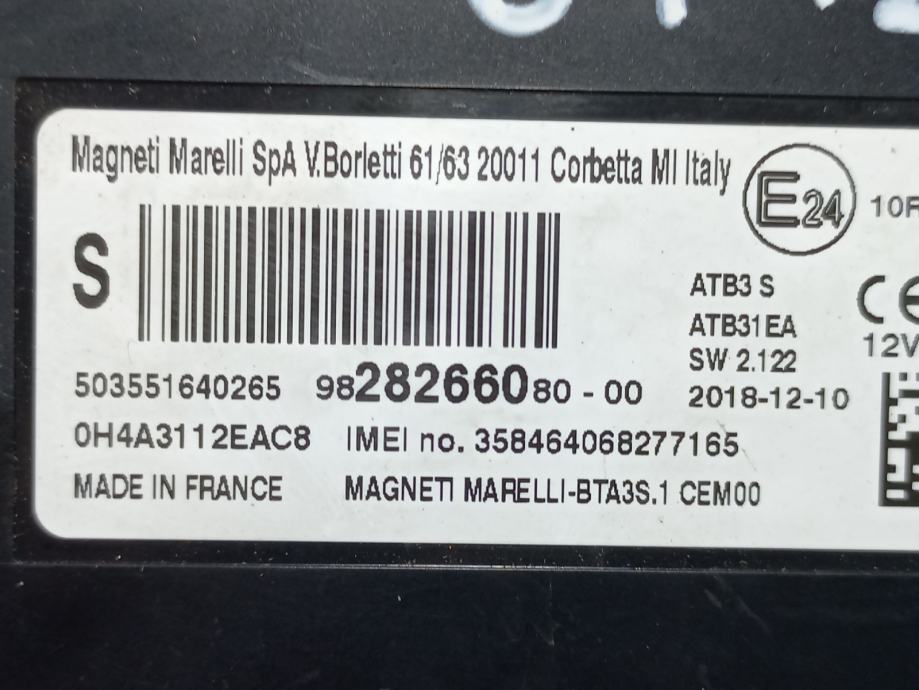 Magneti Marelli SpA V.Borletti 61/63 20011 Corbetta MI Italy
E24
S
ATB3 S
CE
ATB31EA
12V
SW 2.122
503551640265 9828266080 - 00
2018-12-10
0H4A3112EAC8 IMEI no. 358464068277165
MADE IN FRANCE MAGNETI MARELLI-BTA3S.1 CEM00